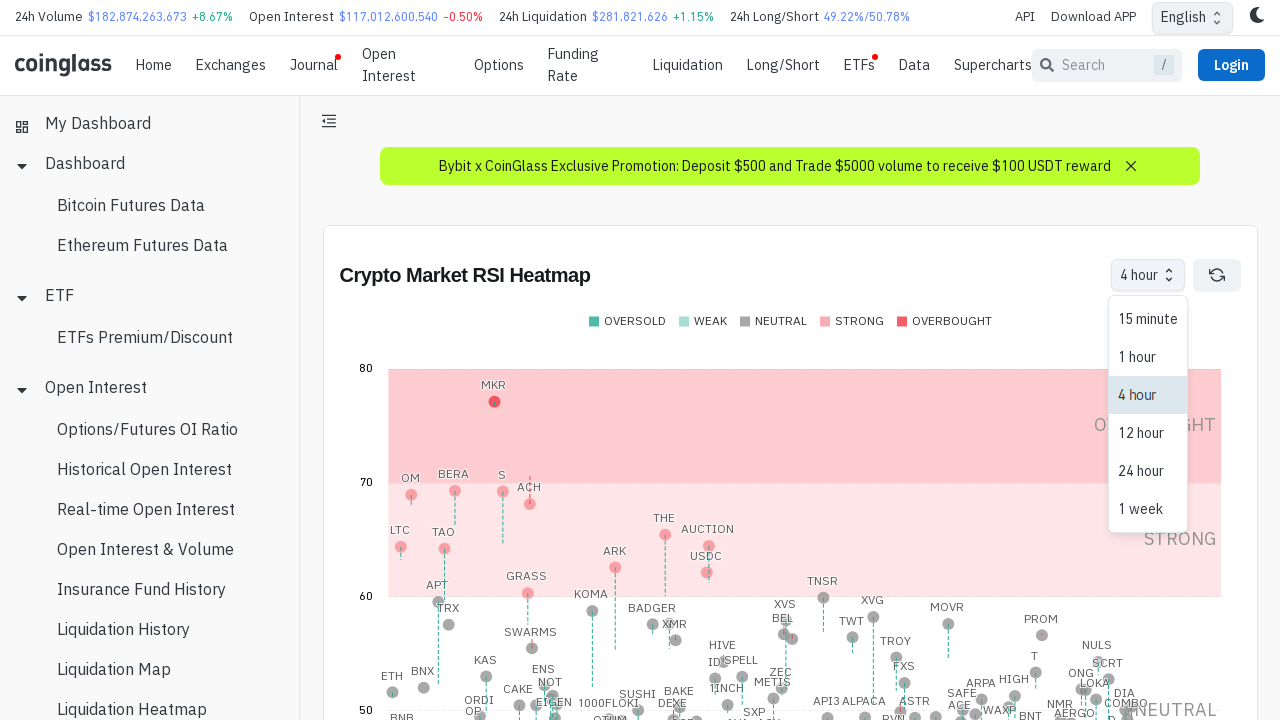 24h Volume $182,874,263,673 +8.67% Open Interest $117,012,600,540 -0.50% 24h Liquidation $281,821,626 +1.15% 24h Long/Short 49.22%/50.78% API Download APP English
coinglass Home Exchanges Journal Open Interest Options Funding Rate Liquidation Long/Short ETFs Data Supercharts Search / Login
My Dashboard
Dashboard
Bitcoin Futures Data
Ethereum Futures Data
ETF
ETFs Premium/Discount
Open Interest
Options/Futures OI Ratio
Historical Open Interest
Real-time Open Interest
Open Interest & Volume
Insurance Fund History
Liquidation History
Liquidation Map
Liquidation Heatmap
Bybit x CoinGlass Exclusive Promotion: Deposit $500 and Trade $5000 volume to receive $100 USDT reward
Crypto Market RSI Heatmap
4 hour
15 minute
1 hour
4 hour
12 hour
24 hour
1 week
OVERSOLD WEAK NEUTRAL STRONG OVERBOUGHT
80
MKR
70
OM BERA S ACH
LTC TAO THE AUCTION
USDC
ARK
STRONG
60
APT GRASS KOMA TNSR
TRX BADGER XMR XVS XVG MOVR
BEL TWT PROM
SWARMS HIVE TROY NULS
ETH BNX KAS ENS SPELL ZEC FXS T SCRT
CAKE NOT 1INCH METIS ARPA HIGH ONG LOKA
ORDI EIGEN 1000FLOKI SUSHI BAKE API3 ALPACA ASTR SAFE NMR DIA
OP DEXE ACE WAXP COMBO
50
BNB SXP BNT AERGO NEUTRAL